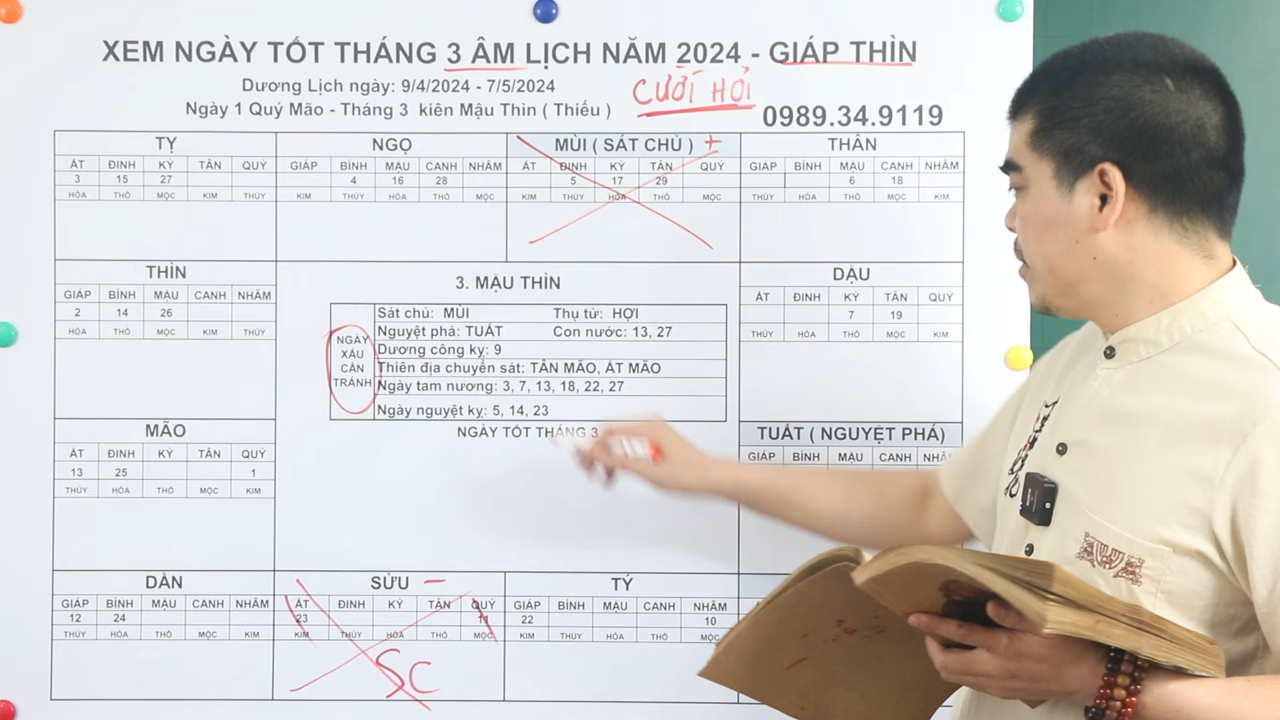 XEM NGÀY TỐT THÁNG 3 ÂM LỊCH NĂM 2024 - GIÁP THÌN
Dương Lịch ngày: 9/4/2024 - 7/5/2024
CƯỚI HỎI
Ngày 1 Quý Mão - Tháng 3 kiên Mậu Thìn ( Thiếu )
0989.34.9119
TỴ
ẤT ĐINH KỶ TÂN QUÝ
3 15 27
HỎA THỔ MỘC KIM THỦY
NGỌ
GIÁP BÍNH MẬU CANH NHÂM
4 16 28
KIM THỦY HỎA THỔ MỘC
MÙI ( SÁT CHỦ ) +
ẤT ĐINH KỶ TÂN QUÝ
5 17 29
KIM THỦY HỎA THỔ MỘC
THÂN
GIÁP BÍNH MẬU CANH NHÂM
6 18
THỦY HỎA THỔ MỘC KIM
THÌN
GIÁP BÍNH MẬU CANH NHÂM
2 14 26
HỎA THỔ MỘC KIM THỦY
3. MẬU THÌN
NGÀY
XẤU
CẦN
TRÁNH
Sát chủ: MÙI Thụ tử: HỢI
Nguyệt phá: TUẤT Con nước: 13, 27
Dương công kỵ: 9
Thiên địa chuyển sát: TÂN MÃO, ẤT MÃO
Ngày tam nương: 3, 7, 13, 18, 22, 27
Ngày nguyệt kỵ: 5, 14, 23
NGÀY TỐT THÁNG 3
DẬU
ẤT ĐINH KỶ TÂN QUÝ
7 19
THỦY HỎA THỔ MỘC KIM
MÃO
ẤT ĐINH KỶ TÂN QUÝ
13 25 1
THỦY HỎA THỔ MỘC KIM
TUẤT ( NGUYỆT PHÁ)
GIÁP BÍNH MẬU CANH
DẦN
GIÁP BÍNH MẬU CANH NHÂM
12 24
THỦY HỎA THỔ MỘC KIM
SỬU −
ẤT ĐINH KỶ TÂN QUÝ
23 11
KIM THỦY HỎA THỔ MỘC
SC
TÝ
GIÁP BÍNH MẬU CANH NHÂM
22 10
KIM THỦY HỎA THỔ MỘC